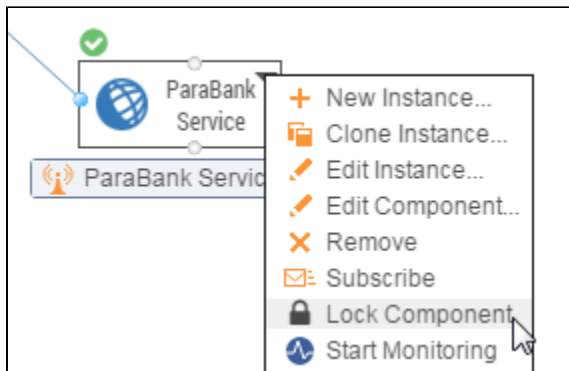 ParaBank
Service
ParaBank Servic
New Instance...
Clone Instance...
Edit Instance...
Edit Component...
Remove
Subscribe
Lock Component
Start Monitoring